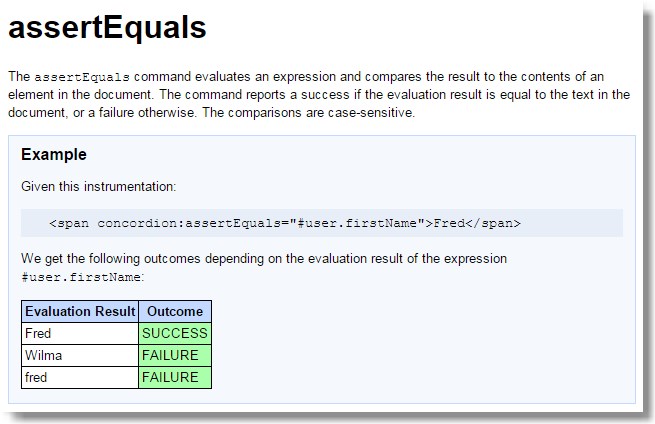 assertEquals
The assertEquals command evaluates an expression and compares the result to the contents of an
element in the document. The command reports a success if the evaluation result is equal to the text in the
document, or a failure otherwise. The comparisons are case-sensitive.
Example
Given this instrumentation:
<span concordion:assertEquals="#user.firstName">Fred</span>
We get the following outcomes depending on the evaluation result of the expression
#user.firstName:
Evaluation Result Outcome
Fred SUCCESS
Wilma FAILURE
fred FAILURE